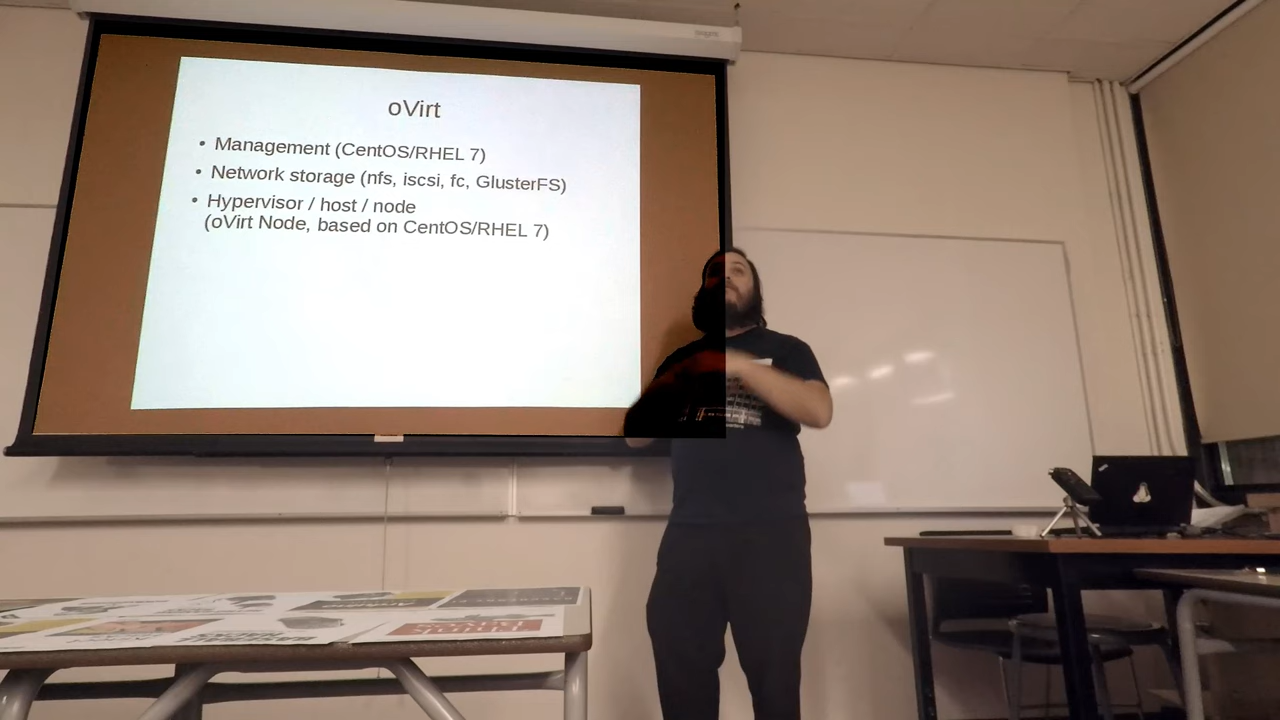 oVirt
• Management (CentOS/RHEL 7)
• Network storage (nfs, iscsi, fc, GlusterFS)
• Hypervisor / host / node
(oVirt Node, based on CentOS/RHEL 7)